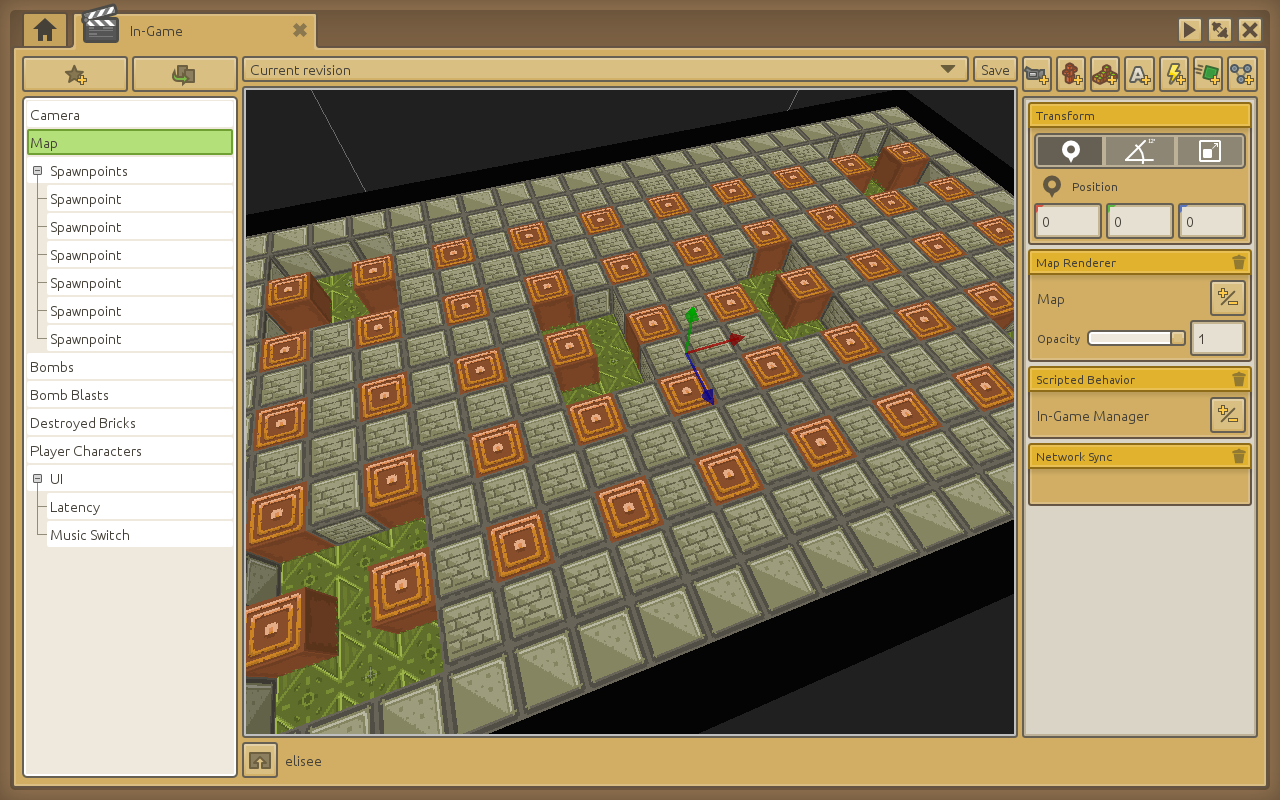 In-Game
Current revision
Save
Camera
Map
Spawnpoints
Spawnpoint
Spawnpoint
Spawnpoint
Spawnpoint
Spawnpoint
Spawnpoint
Bombs
Bomb Blasts
Destroyed Bricks
Player Characters
UI
Latency
Music Switch
Transform
12°
Position
0
0
0
Map Renderer
Map
Opacity
1
Scripted Behavior
In-Game Manager
Network Sync
elisee